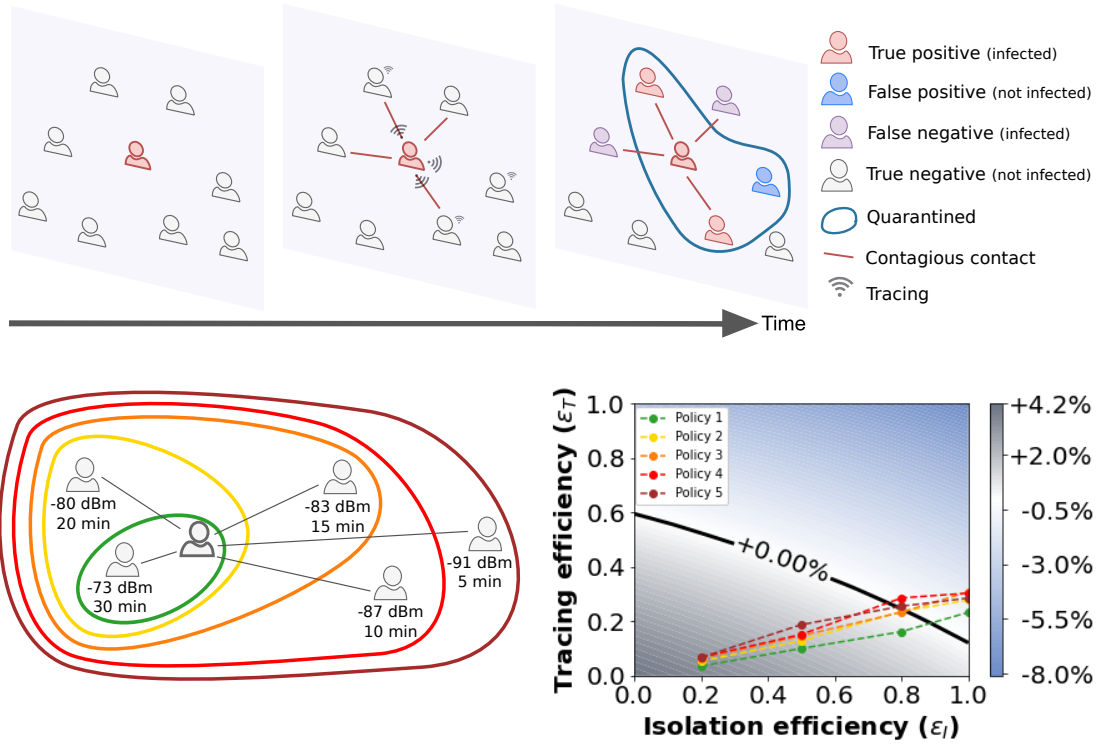 True positive (infected)
False positive (not infected)
False negative (infected)
True negative (not infected)
Quarantined
Contagious contact
Tracing
Time
-80 dBm
20 min
-83 dBm
15 min
-73 dBm
30 min
-91 dBm
5 min
-87 dBm
10 min
Tracing efficiency (ε_T)
1.0
0.8
0.6
0.4
0.2
0.0
Policy 1
Policy 2
Policy 3
Policy 4
Policy 5
+0.00%
0.0 0.2 0.4 0.6 0.8 1.0
Isolation efficiency (ε_I)
+4.2%
+2.0%
-0.5%
-3.0%
-5.5%
-8.0%